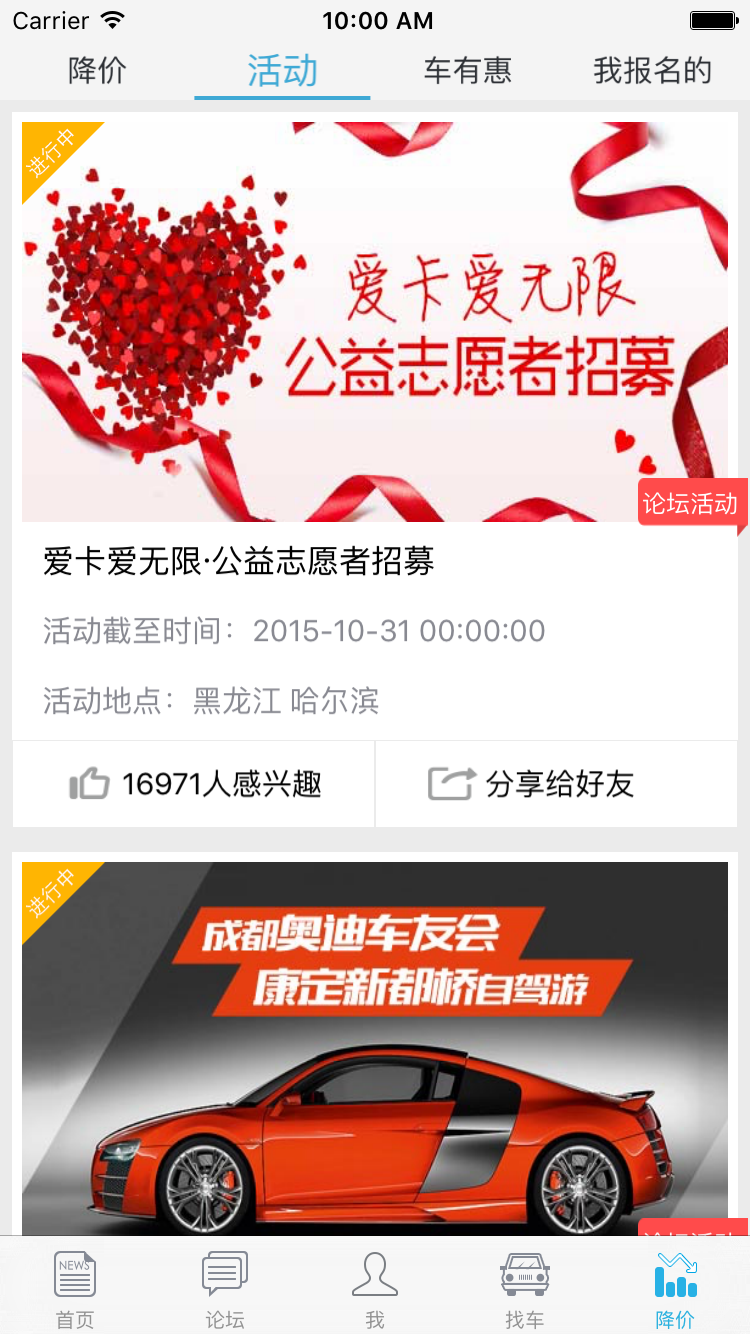 Carrier 10:00 AM
降价 活动 车有惠 我报名的
进行中
爱卡爱无限
公益志愿者招募
论坛活动
爱卡爱无限·公益志愿者招募
活动截至时间：2015-10-31 00:00:00
活动地点：黑龙江 哈尔滨
16971人感兴趣 分享给好友
进行中
成都奥迪车友会
康定新都桥自驾游
论坛活动
NEWS
首页 论坛 我 找车 降价